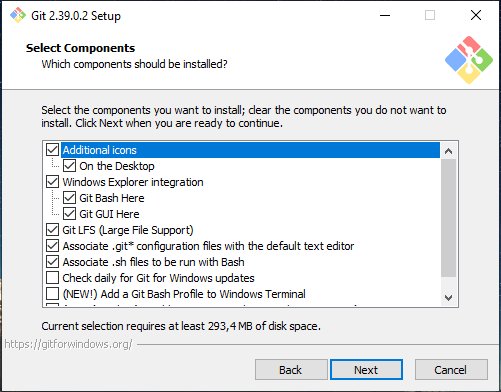 Git 2.39.0.2 Setup
Select Components
Which components should be installed?
Select the components you want to install; clear the components you do not want to
install. Click Next when you are ready to continue.
Additional icons
On the Desktop
Windows Explorer integration
Git Bash Here
Git GUI Here
Git LFS (Large File Support)
Associate .git* configuration files with the default text editor
Associate .sh files to be run with Bash
Check daily for Git for Windows updates
(NEW!) Add a Git Bash Profile to Windows Terminal
Current selection requires at least 293,4 MB of disk space.
https://gitforwindows.org/
Back
Next
Cancel